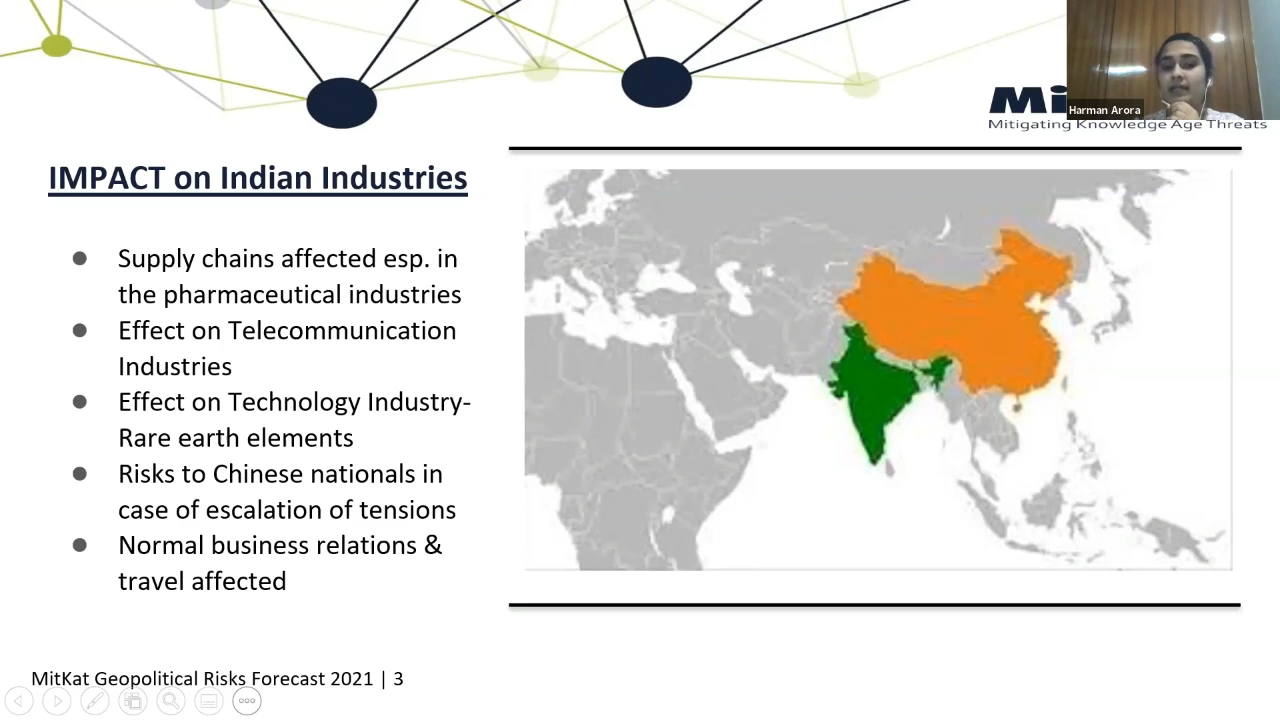 Mi
Harman Arora
Mitigating Knowledge Age Threats
IMPACT on Indian Industries
● Supply chains affected esp. in
the pharmaceutical industries
● Effect on Telecommunication
Industries
● Effect on Technology Industry-
Rare earth elements
● Risks to Chinese nationals in
case of escalation of tensions
● Normal business relations &
travel affected
MitKat Geopolitical Risks Forecast 2021 | 3